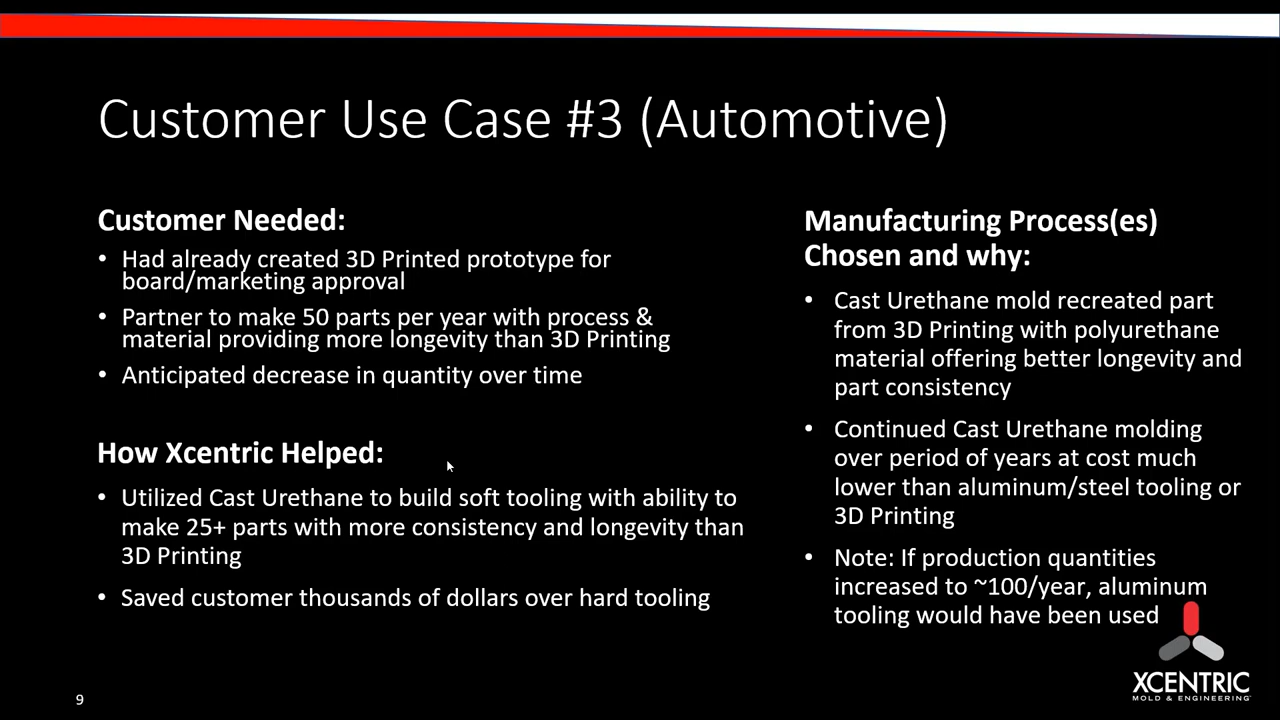 Customer Use Case #3 (Automotive)
Customer Needed:
• Had already created 3D Printed prototype for
board/marketing approval
• Partner to make 50 parts per year with process &
material providing more longevity than 3D Printing
• Anticipated decrease in quantity over time
How Xcentric Helped:
• Utilized Cast Urethane to build soft tooling with ability to
make 25+ parts with more consistency and longevity than
3D Printing
• Saved customer thousands of dollars over hard tooling
Manufacturing Process(es)
Chosen and why:
• Cast Urethane mold recreated part
from 3D Printing with polyurethane
material offering better longevity and
part consistency
• Continued Cast Urethane molding
over period of years at cost much
lower than aluminum/steel tooling or
3D Printing
• Note: If production quantities
increased to ~100/year, aluminum
tooling would have been used
9
XCENTRIC
MOLD & ENGINEERING